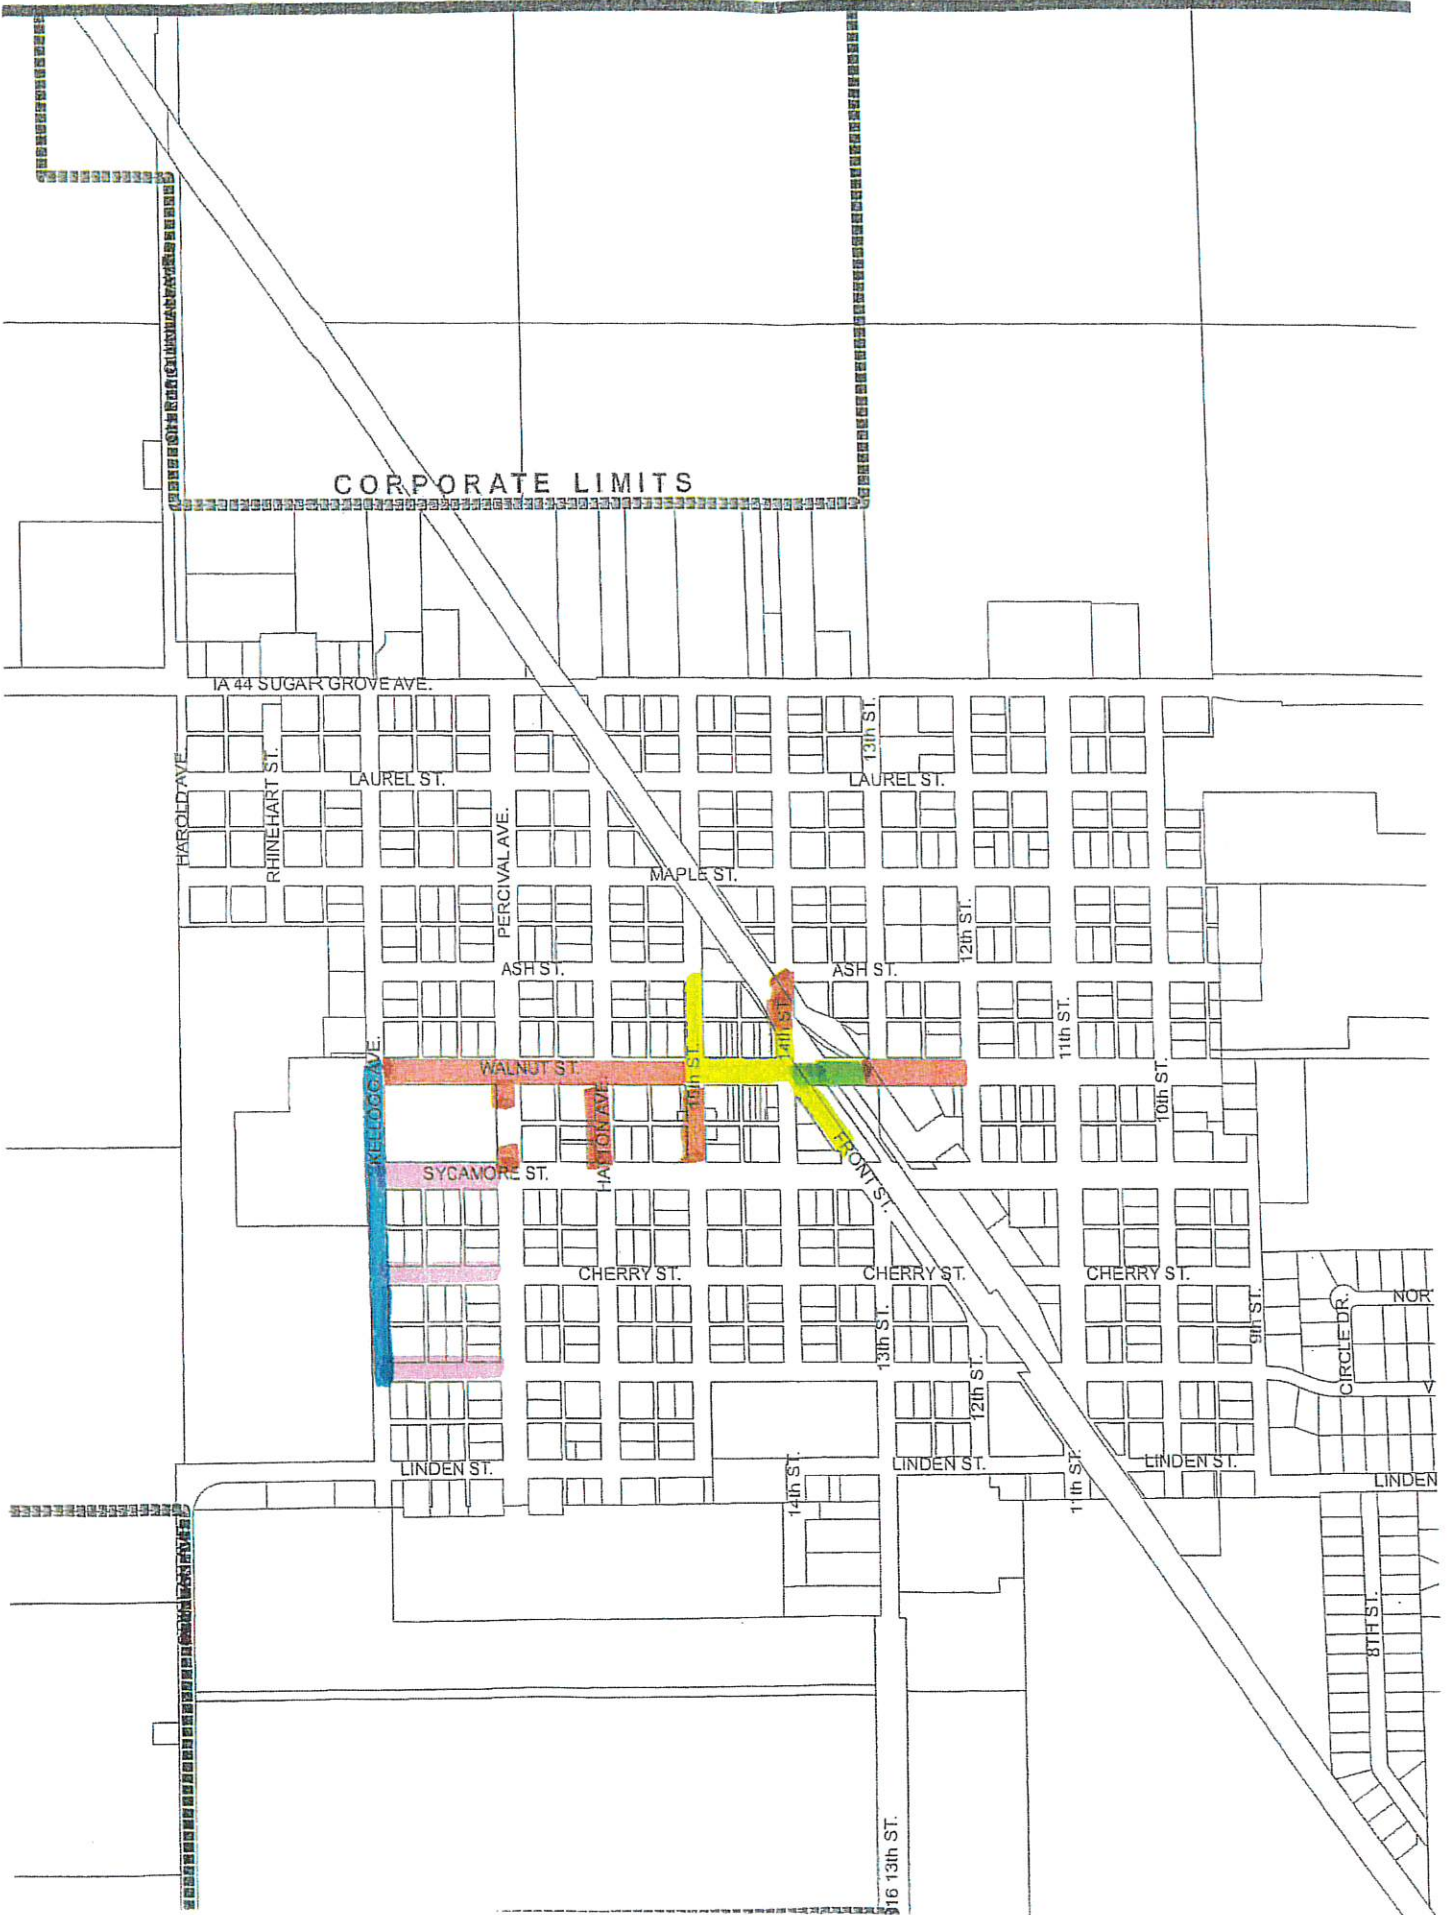 CORPORATE LIMITS
IA 44 SUGAR GROVE AVE.
13th ST.
HAROLD AVE.
RHINEHART ST.
LAUREL ST.
LAUREL ST.
PERCIVAL AVE.
MAPLE ST.
12th ST.
ASH ST.
ASH ST.
14th ST.
11th ST.
KELLOGG AVE.
WALNUT ST.
15th ST.
10th ST.
SYCAMORE ST.
FRONT ST.
CHERRY ST.
CHERRY ST.
CHERRY ST.
13th ST.
9th ST.
CIRCLE DR.
NOR
V
12th ST.
LINDEN ST.
14th ST.
LINDEN ST.
11th ST.
LINDEN ST.
LINDEN
8TH ST.
16 13th ST.